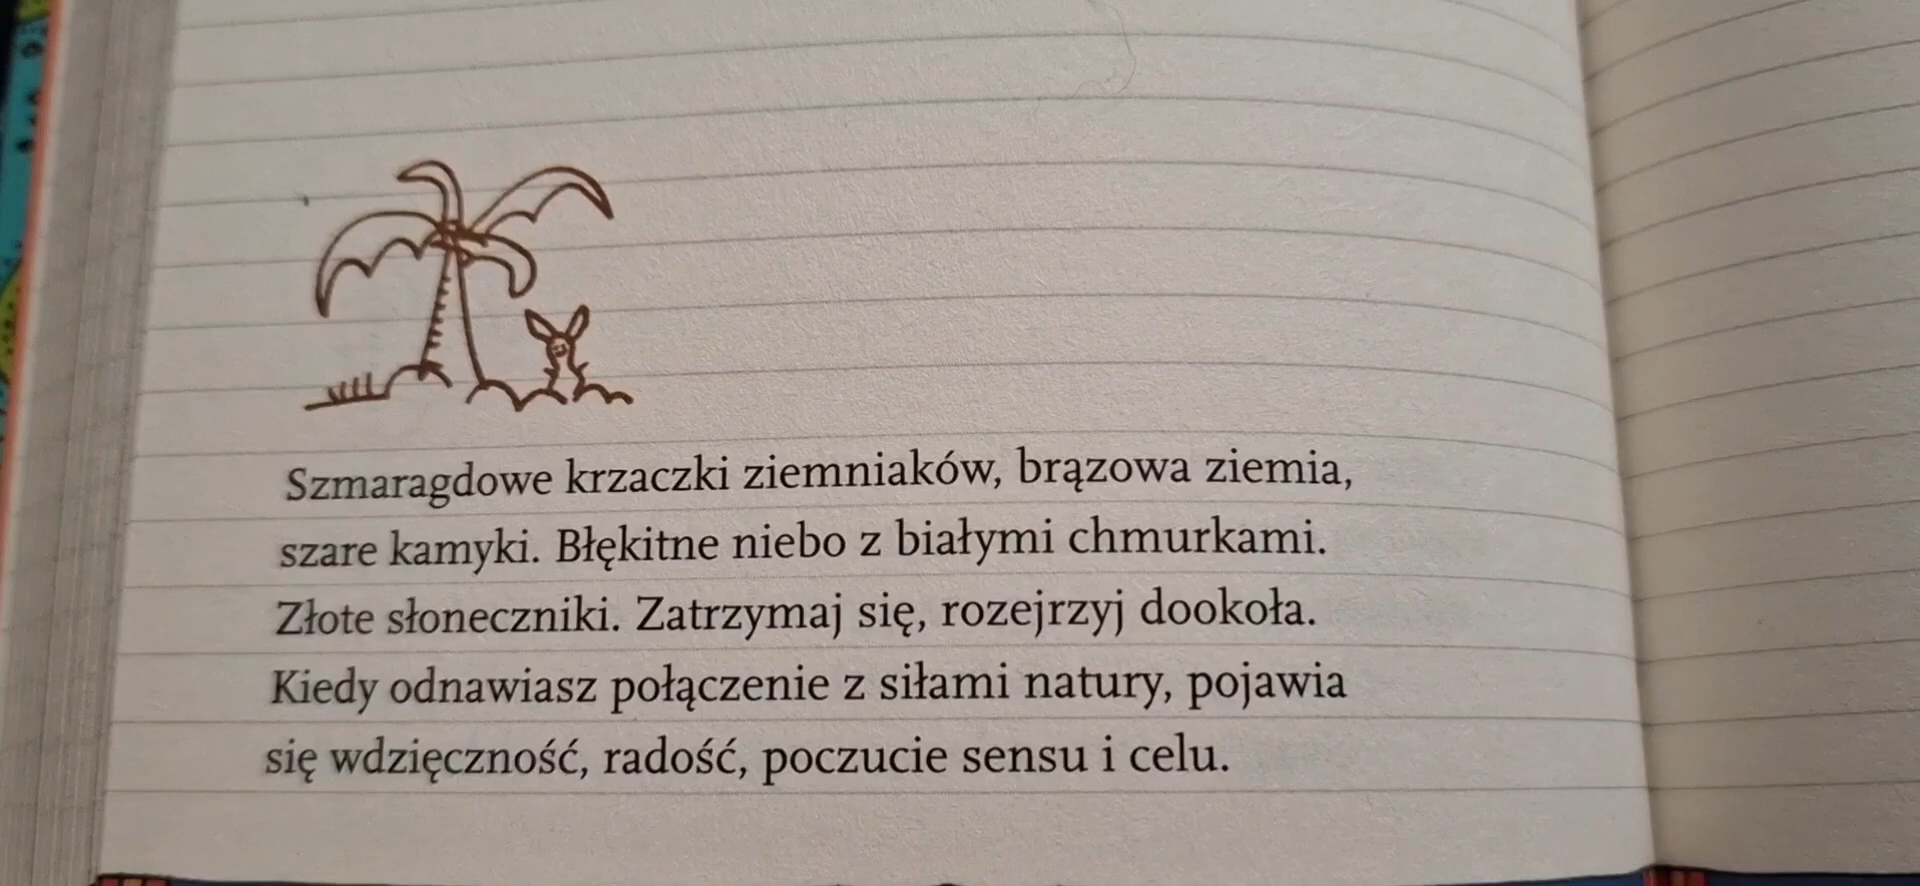 Szmaragdowe krzaczki ziemniaków, brązowa ziemia,
szare kamyki. Błękitne niebo z białymi chmurkami.
Złote słoneczniki. Zatrzymaj się, rozejrzyj dookoła.
Kiedy odnawiasz połączenie z siłami natury, pojawia
się wdzięczność, radość, poczucie sensu i celu.